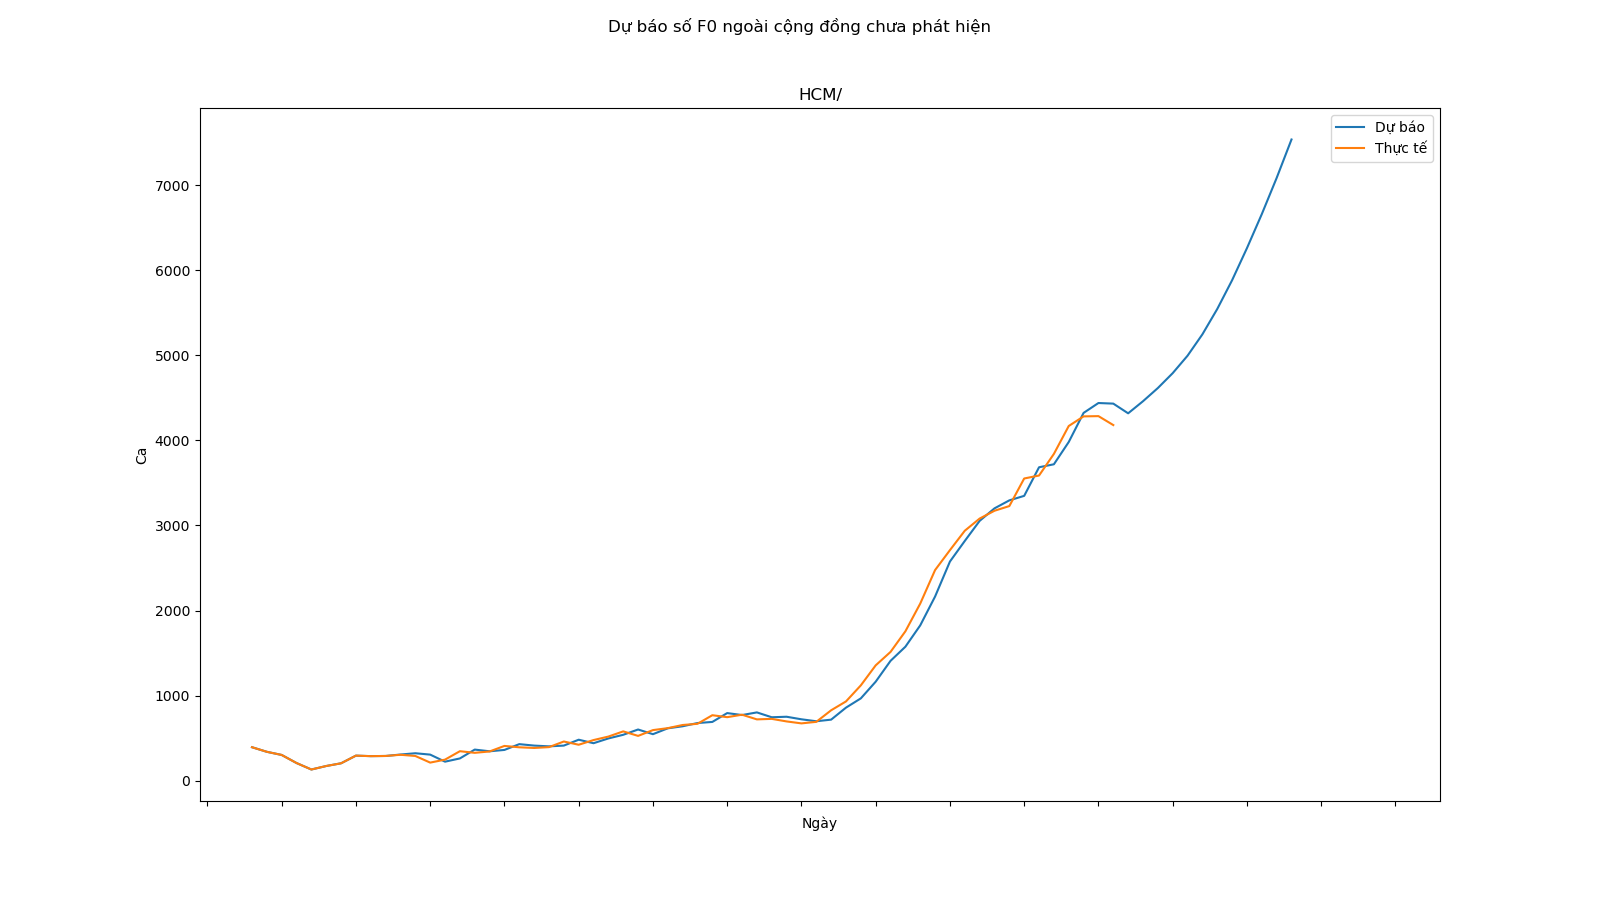 Dự báo số F0 ngoài cộng đồng chưa phát hiện
HCM/
Dự báo
Thực tế
7000
6000
5000
4000
3000
2000
1000
0
Ca
Ngày